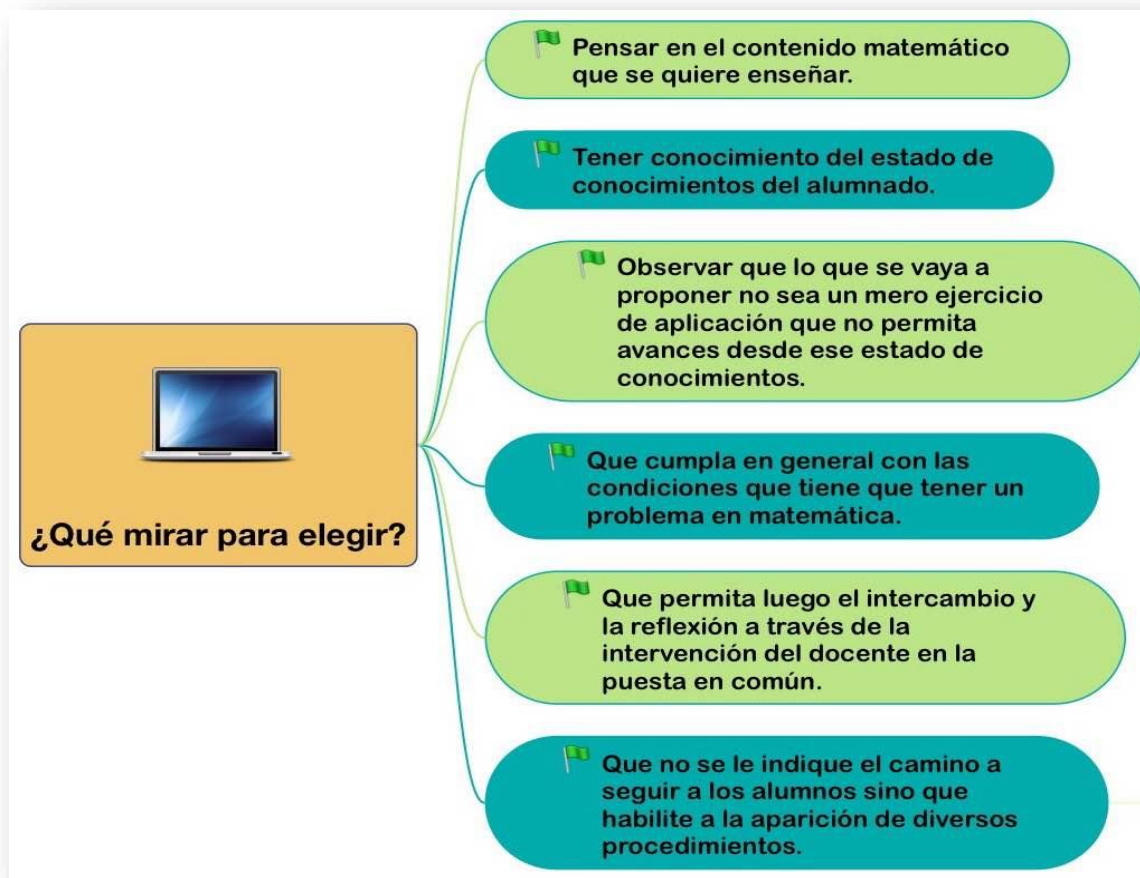 ¿Qué mirar para elegir?
Pensar en el contenido matemático
que se quiere enseñar.
Tener conocimiento del estado de
conocimientos del alumnado.
Observar que lo que se vaya a
proponer no sea un mero ejercicio
de aplicación que no permita
avances desde ese estado de
conocimientos.
Que cumpla en general con las
condiciones que tiene que tener un
problema en matemática.
Que permita luego el intercambio y
la reflexión a través de la
intervención del docente en la
puesta en común.
Que no se le indique el camino a
seguir a los alumnos sino que
habilite a la aparición de diversos
procedimientos.